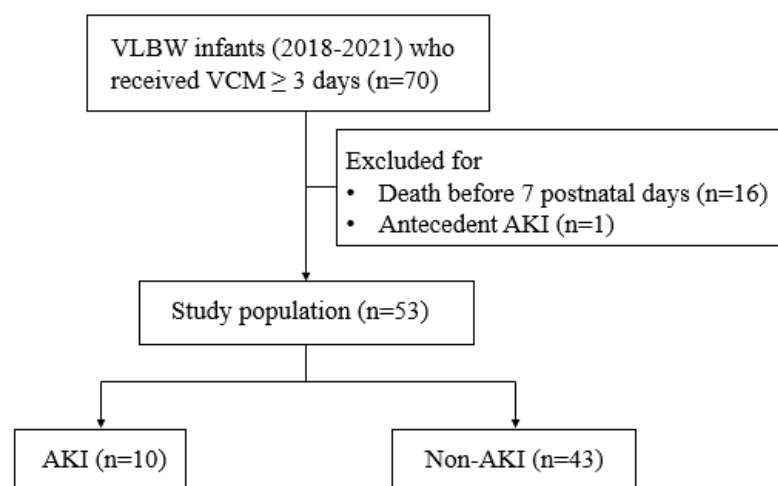 VLBW infants (2018-2021) who
received VCM ≥ 3 days (n=70)
Excluded for
• Death before 7 postnatal days (n=16)
• Antecedent AKI (n=1)
Study population (n=53)
AKI (n=10)
Non-AKI (n=43)